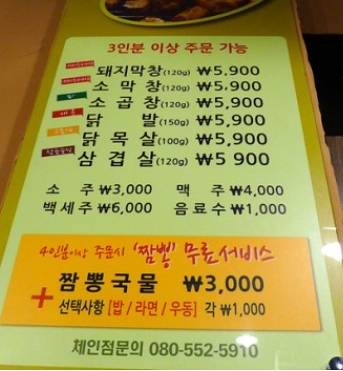 3인분 이상 주문 가능
돼지막창(120g) ₩5,900
소 막 창(120g) ₩5,900
소 곱 창(120g) ₩5,900
닭 발(150g) ₩5,900
닭 목 살(100g) ₩5,900
삼 겹 살(120g) ₩5 900
소 주 ₩3,000 맥 주 ₩4,000
백세주 ₩6,000 음료수 ₩1,000
4인분이상 주문시 '짬뽕' 무료서비스
짬뽕국물 ₩3,000
+ 선택사항 [밥 / 라면 / 우동] 각 ₩1,000
체인점문의 080-552-5910